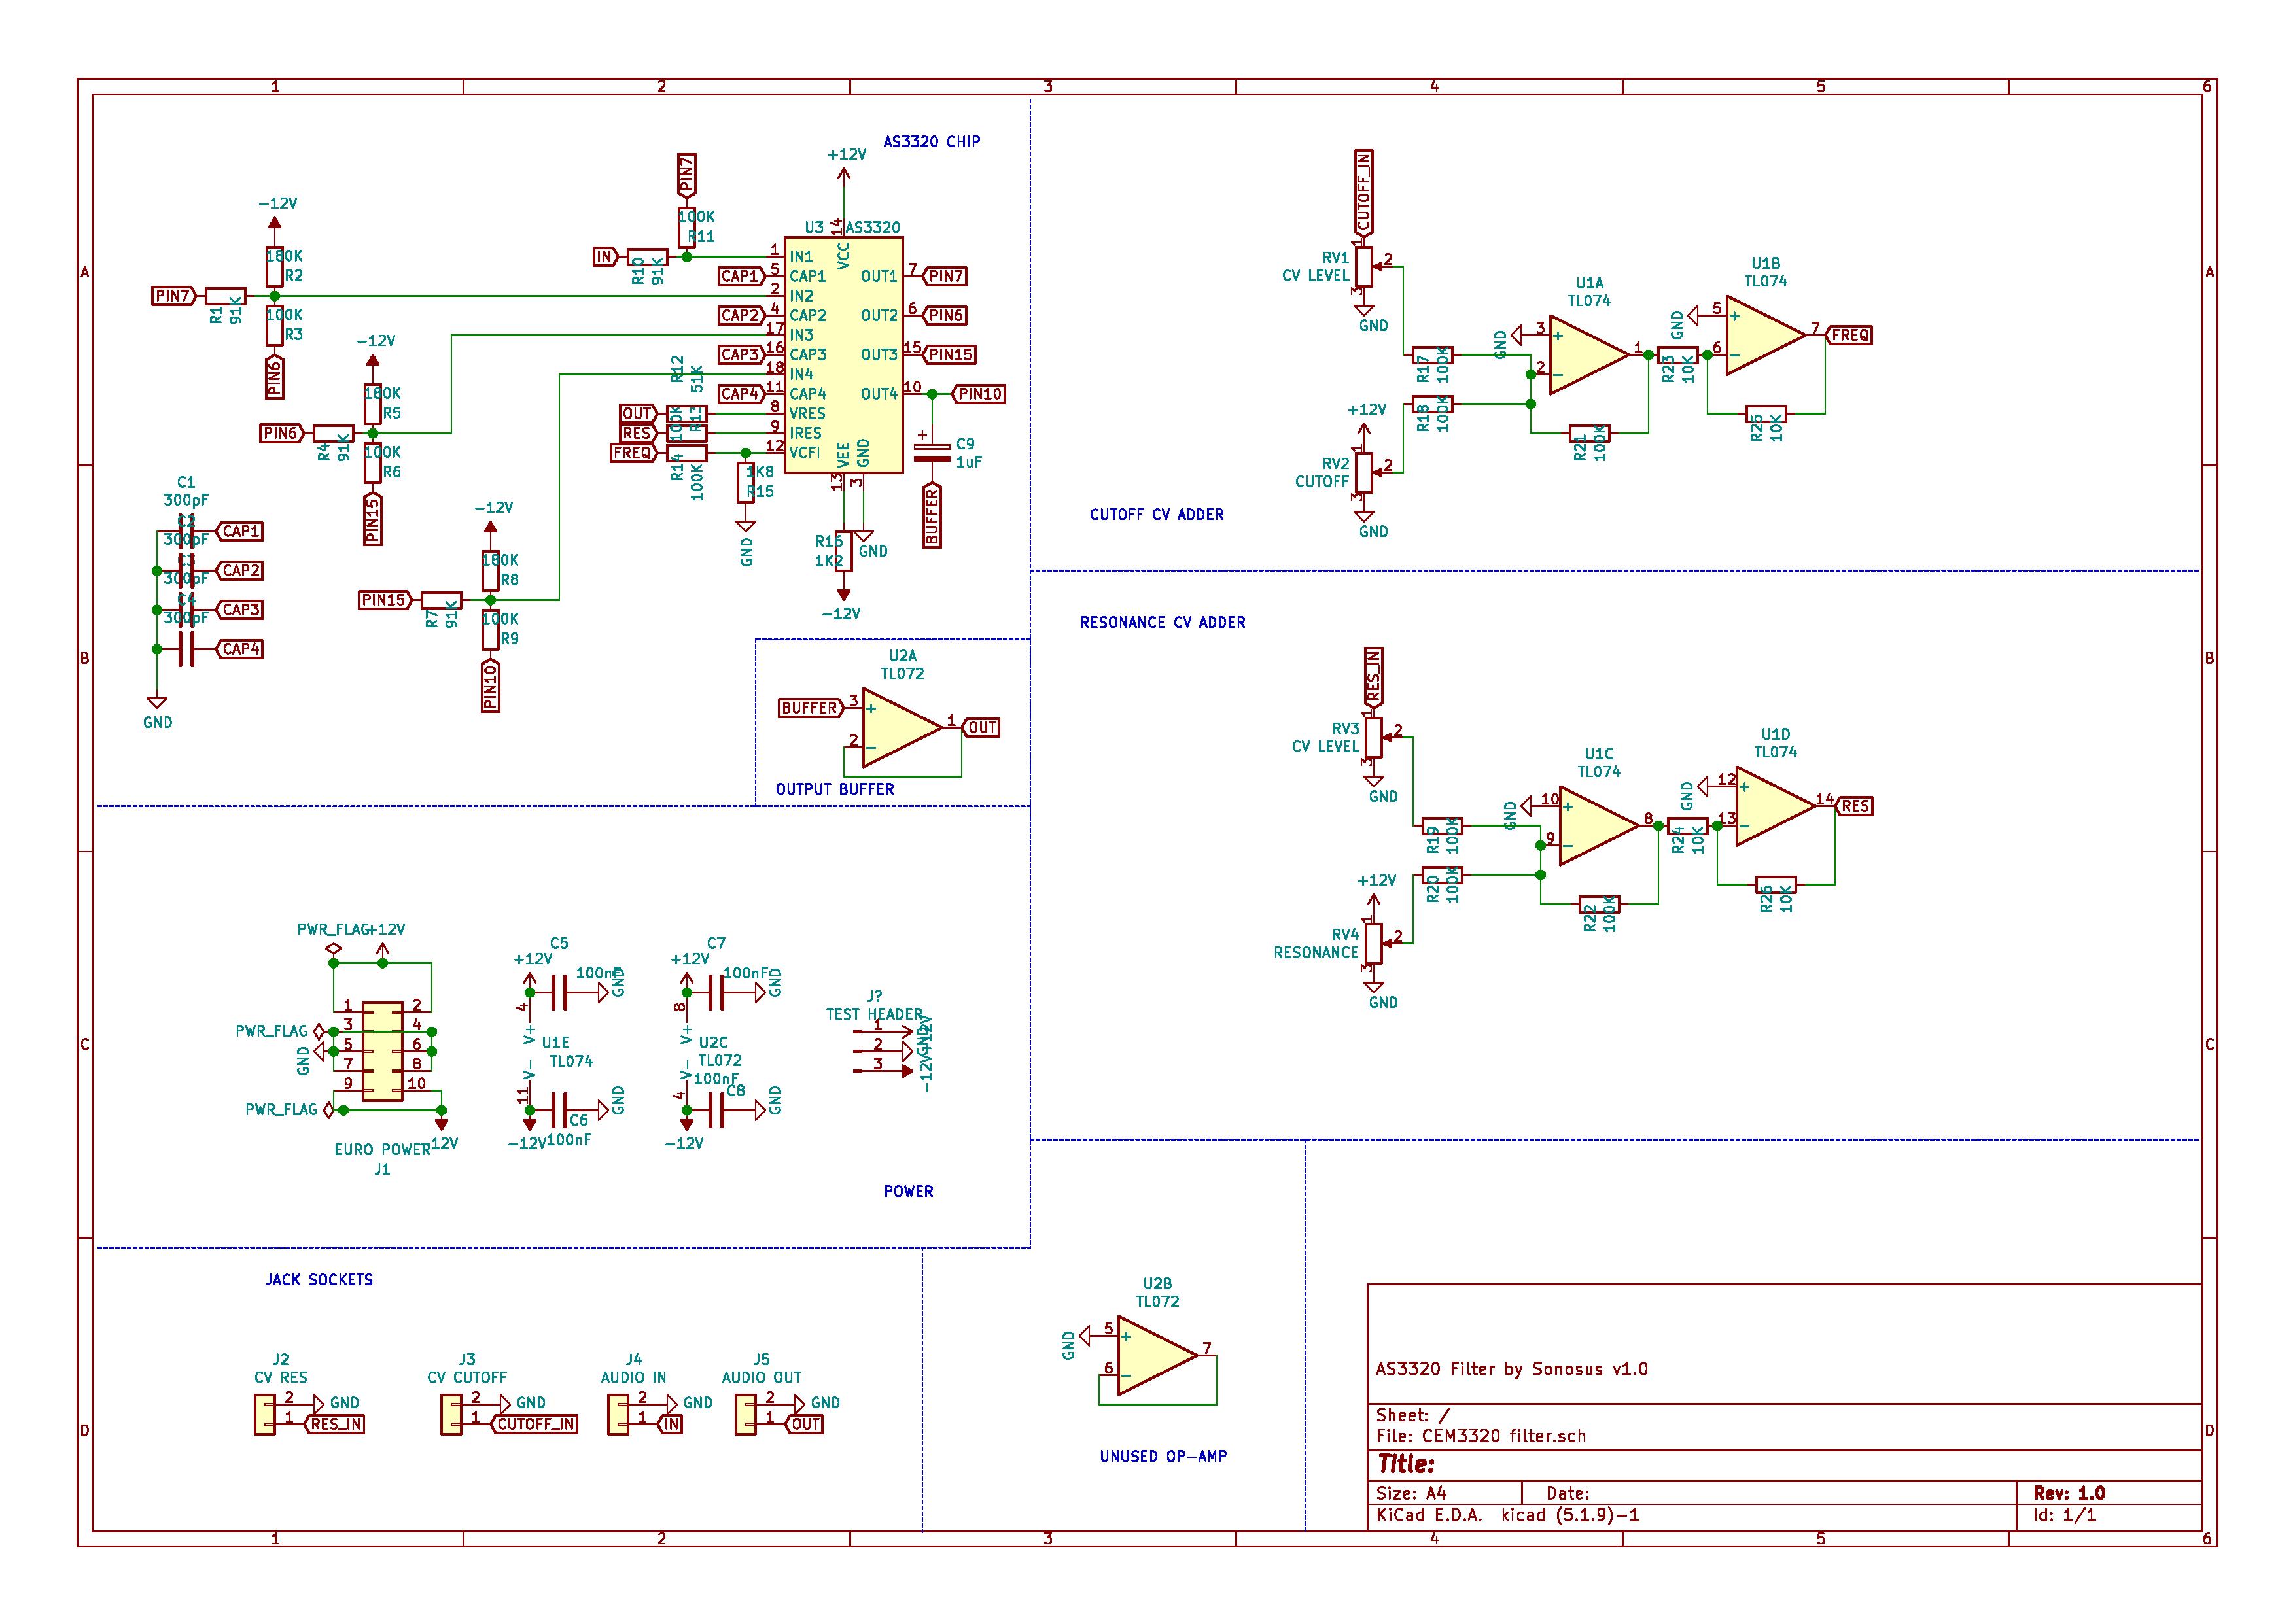 1 2 3 4 5 6
A
B
C
D
AS3320 CHIP
+12V
PIN7
100K
R11
IN
R10
91K
U3 AS3320
14
VCC
1 IN1
5 CAP1
2 IN2
4 CAP2
17 IN3
16 CAP3
18 IN4
11 CAP4
8 VRES
9 IRES
12 VCFI
OUT1 7
OUT2 6
OUT3 15
OUT4 10
VEE
GND
13
3
CAP1
CAP2
CAP3
CAP4
PIN7
PIN6
PIN15
PIN10
+
C9
1uF
BUFFER
R12
51K
OUT
RES
FREQ
100K
R13
R14
100K
1K8
R15
GND
R16
1K2
GND
-12V
-12V
180K
R2
PIN7
R1
91K
100K
R3
PIN6
-12V
180K
R5
PIN6
R4
91K
100K
R6
PIN15
-12V
180K
R8
PIN15
R7
91K
100K
R9
PIN10
C1
300pF
C2
300pF
C3
300pF
C4
300pF
CAP1
CAP2
CAP3
CAP4
GND
U2A
TL072
BUFFER
3 +
2 −
1
OUT
OUTPUT BUFFER
CUTOFF_IN
1
RV1
CV LEVEL
2
3
GND
R17
100K
R18
100K
+12V
1
RV2
CUTOFF
2
3
GND
U1A
TL074
GND
3 +
2 −
1
R21
100K
R23
10K
U1B
TL074
GND
5 +
6 −
7
FREQ
R25
10K
CUTOFF CV ADDER
RESONANCE CV ADDER
RES_IN
1
RV3
CV LEVEL
2
3
GND
R19
100K
R20
100K
+12V
1
RV4
RESONANCE
2
3
GND
U1C
TL074
GND
10 +
9 −
8
R22
100K
R24
10K
U1D
TL074
GND
12 +
13 −
14
RES
R26
10K
PWR_FLAG +12V
1 2
PWR_FLAG 3 4
GND 5 6
7 8
9 10
PWR_FLAG
-12V
EURO POWER
J1
C5
+12V
100nF
GND
4
V+
U1E
TL074
V-
11
C6
-12V
100nF
GND
C7
+12V
100nF
GND
8
V+
U2C
TL072
V-
100nF
4
C8
-12V
GND
J?
TEST HEADER
1
2
3
+12V
GND
-12V
POWER
JACK SOCKETS
J2
CV RES
2 GND
1 RES_IN
J3
CV CUTOFF
2 GND
1 CUTOFF_IN
J4
AUDIO IN
2 GND
1 IN
J5
AUDIO OUT
2 GND
1 OUT
U2B
TL072
GND
5 +
6 −
7
UNUSED OP-AMP
AS3320 Filter by Sonosus v1.0
Sheet: /
File: CEM3320 filter.sch
Title:
Size: A4 Date: Rev: 1.0
KiCad E.D.A. kicad (5.1.9)-1 Id: 1/1
A
B
C
D
1 2 3 4 5 6